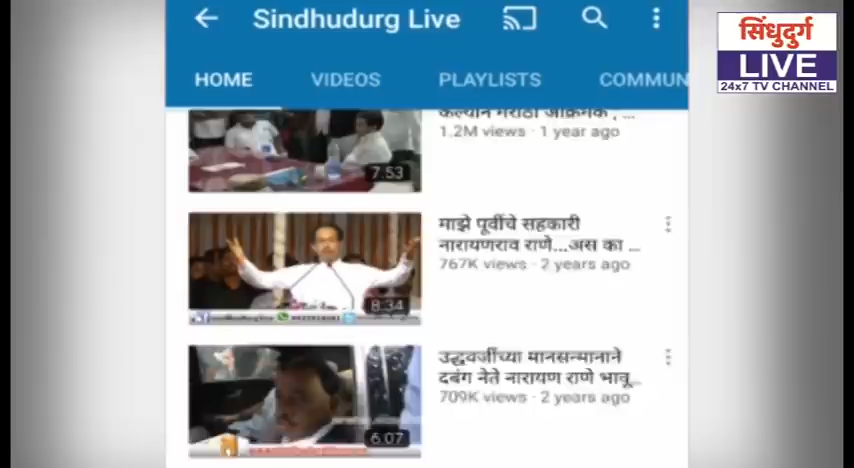 Sindhudurg Live
सिंधुदुर्ग
LIVE
24x7 TV CHANNEL
HOME VIDEOS PLAYLISTS COMMUN
1.2M views · 1 year ago
7:53
माझे पूर्वीचे सहकारी
नारायणराव राणे...अस का ...
767K views · 2 years ago
8:34
उद्धवजींच्या मानसन्मानाने
दबंग नेते नारायण राणे भावू...
709K views · 2 years ago
6:07